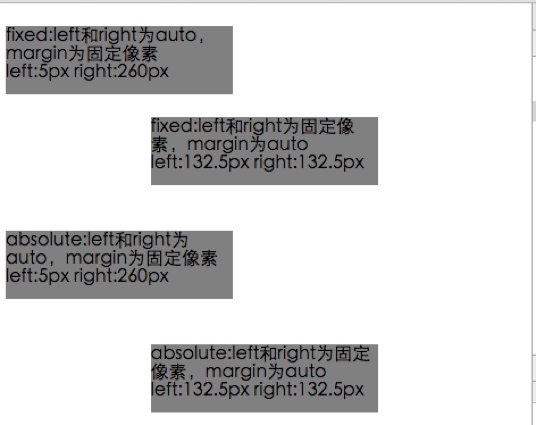 fixed:left和right为auto，
margin为固定像素
left:5px right:260px
fixed:left和right为固定像
素，margin为auto
left:132.5px right:132.5px
absolute:left和right为
auto，margin为固定像素
left:5px right:260px
absolute:left和right为固定
像素，margin为auto
left:132.5px right:132.5px